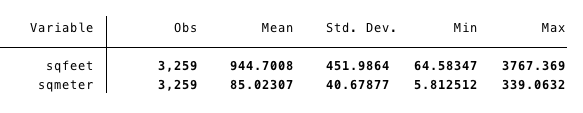 Variable Obs Mean Std. Dev. Min Max
sqfeet 3,259 944.7008 451.9864 64.58347 3767.369
sqmeter 3,259 85.02307 40.67877 5.812512 339.0632